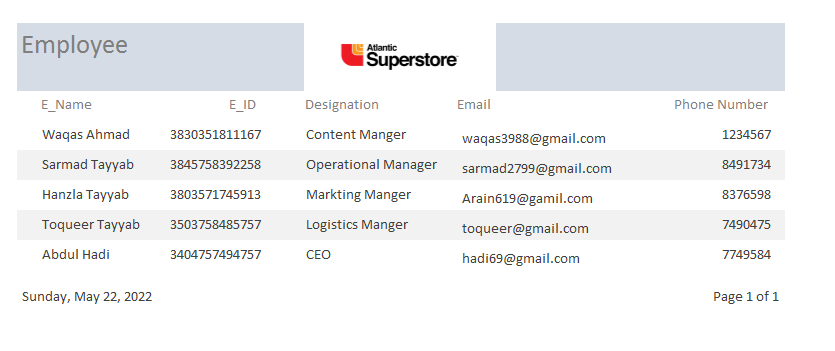 Employee
Atlantic
Superstore
E_Name E_ID Designation Email Phone Number
Waqas Ahmad 3830351811167 Content Manger waqas3988@gmail.com 1234567
Sarmad Tayyab 3845758392258 Operational Manager sarmad2799@gmail.com 8491734
Hanzla Tayyab 3803571745913 Markting Manger Arain619@gamil.com 8376598
Toqueer Tayyab 3503758485757 Logistics Manger toqueer@gmail.com 7490475
Abdul Hadi 3404757494757 CEO hadi69@gmail.com 7749584
Sunday, May 22, 2022 Page 1 of 1